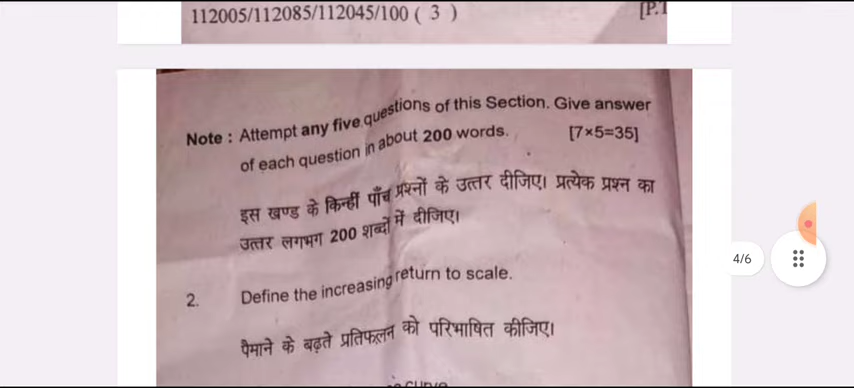 112005/112085/112045/100 ( 3 )
Note : Attempt any five questions of this Section. Give answer
of each question in about 200 words. [7×5=35]
इस खण्ड के किन्हीं पाँच प्रश्नों के उत्तर दीजिए। प्रत्येक प्रश्न का
उत्तर लगभग 200 शब्दों में दीजिए।
4/6
2. Define the increasing return to scale.
पैमाने के बढ़ते प्रतिफलन को परिभाषित कीजिए।
curve